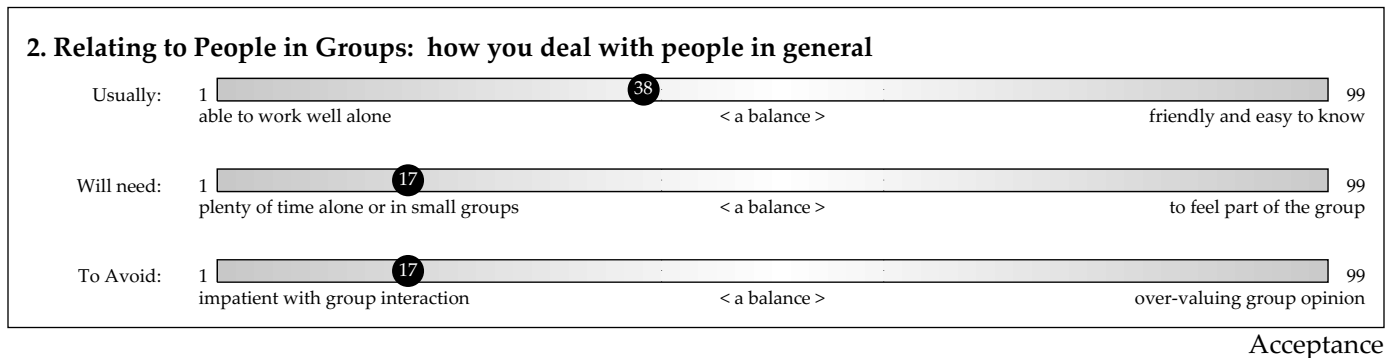 2. Relating to People in Groups: how you deal with people in general
Usually: 1 38 99
able to work well alone < a balance > friendly and easy to know
Will need: 1 17 99
plenty of time alone or in small groups < a balance > to feel part of the group
To Avoid: 1 17 99
impatient with group interaction < a balance > over-valuing group opinion
Acceptance